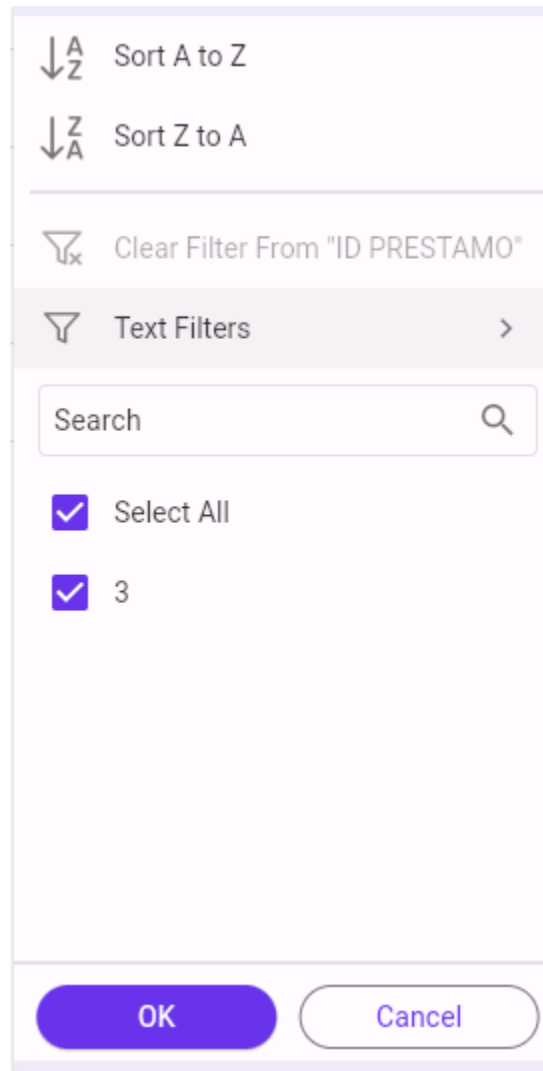 Sort A to Z
Sort Z to A
Clear Filter From "ID PRESTAMO"
Text Filters
Search
Select All
3
OK
Cancel